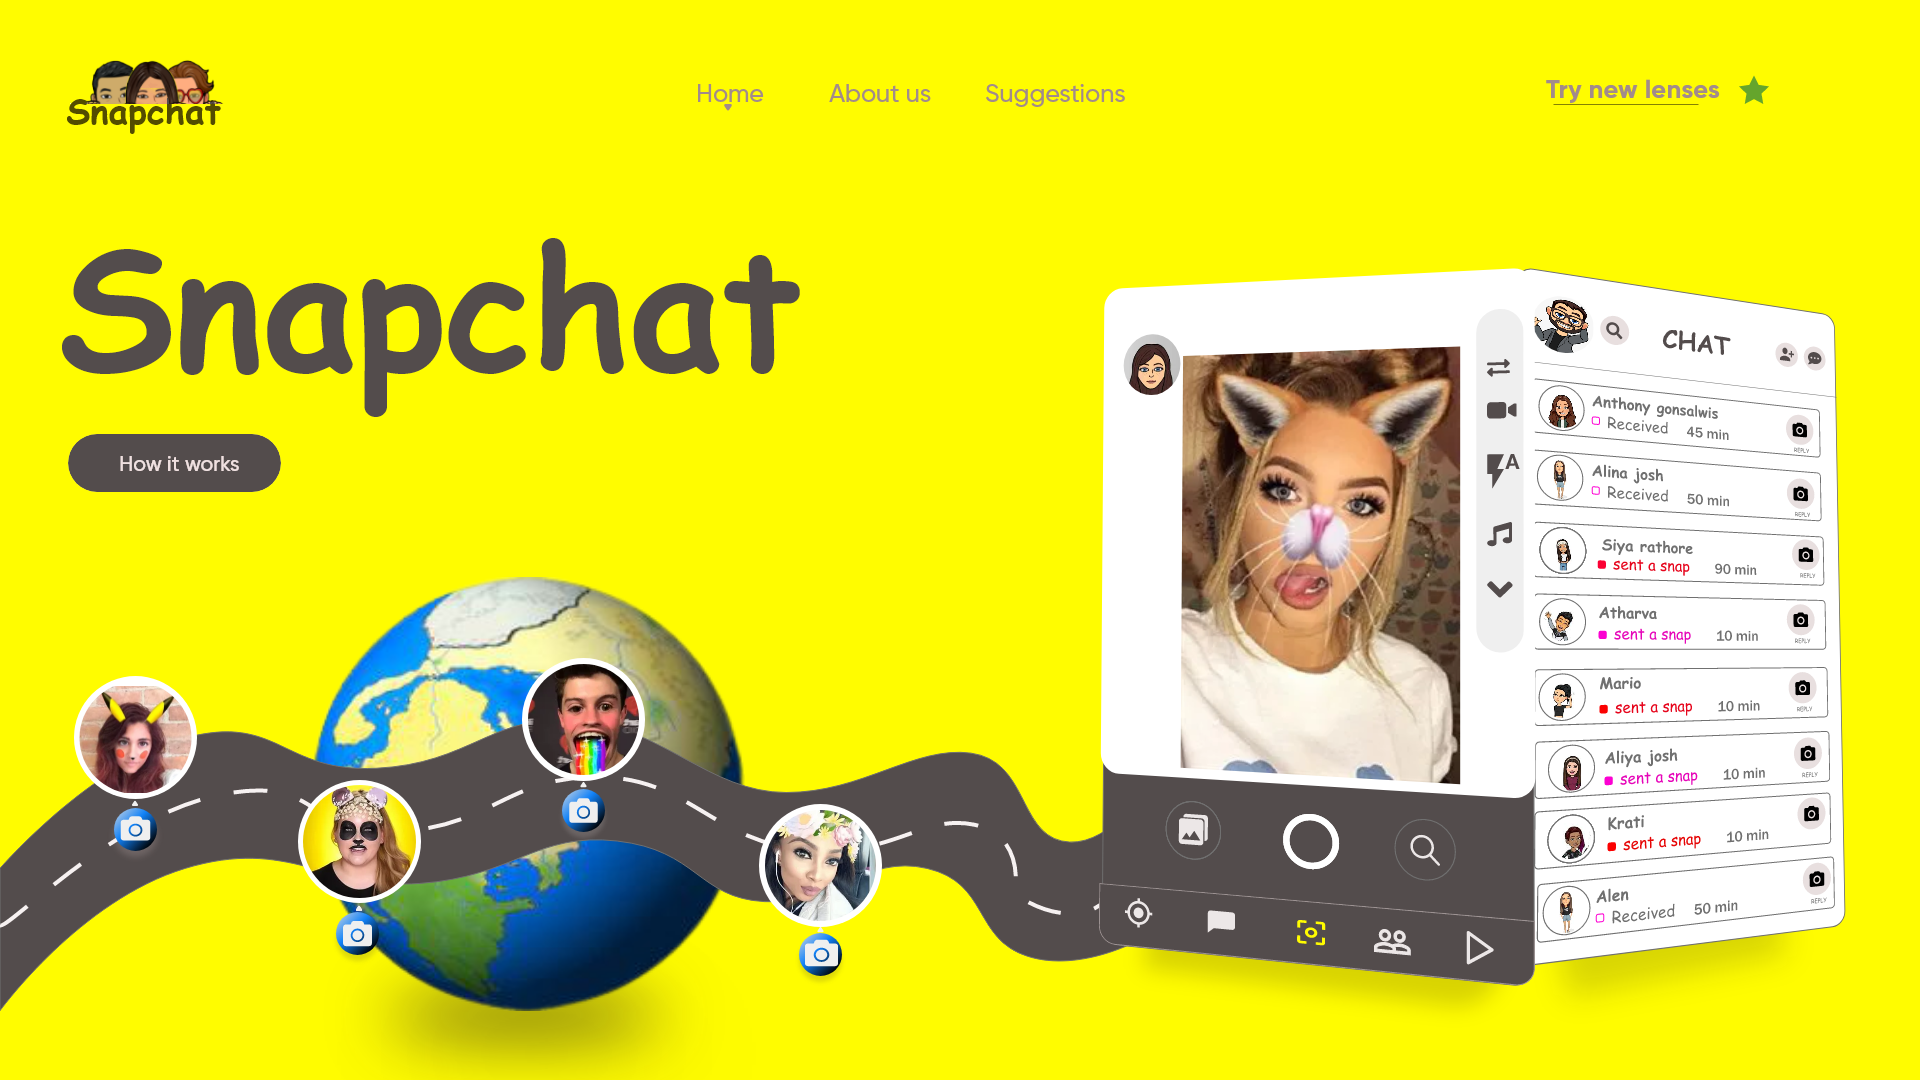 Snapchat
Home
About us
Suggestions
Try new lenses
Snapchat
How it works
A
CHAT
Anthony gonsalwis
Received 45 min
REPLY
Alina josh
Received 50 min
REPLY
Siya rathore
sent a snap 90 min
REPLY
Atharva
sent a snap 10 min
REPLY
Mario
sent a snap 10 min
REPLY
Aliya josh
sent a snap 10 min
REPLY
Krati
sent a snap 10 min
Alen
Received 50 min
REPLY